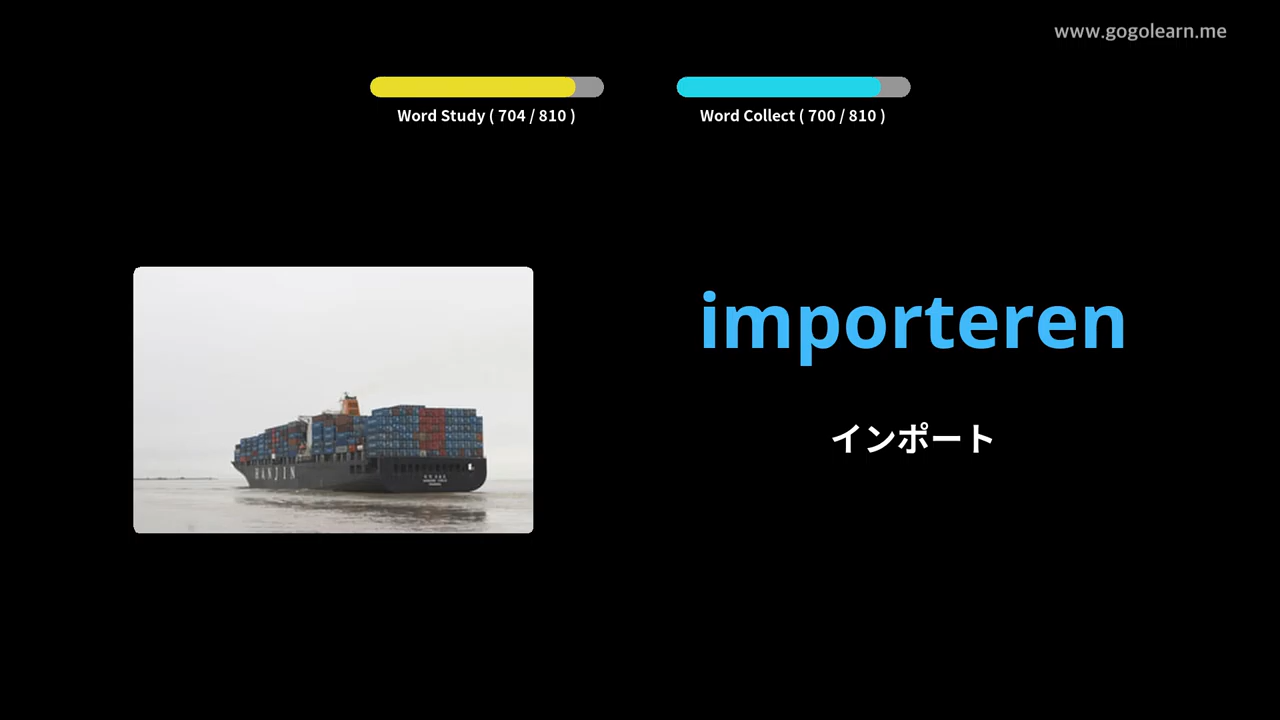 www.gogolearn.me
Word Study ( 704 / 810 )
Word Collect ( 700 / 810 )
importeren
インポート
HANJIN